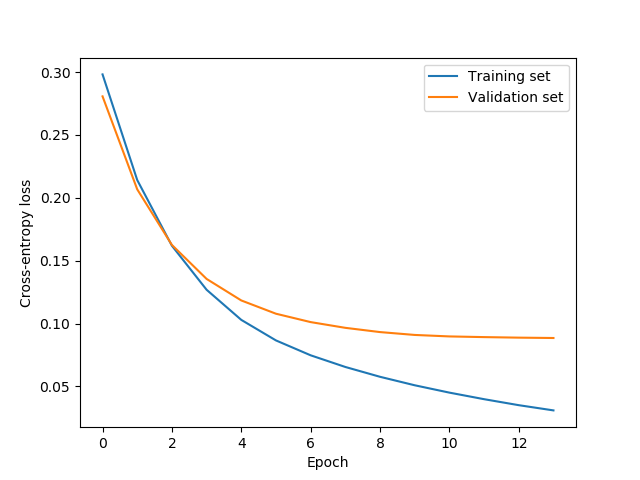 Training set
Validation set
0.30
0.25
0.20
0.15
0.10
0.05
Cross-entropy loss
0 2 4 6 8 10 12
Epoch